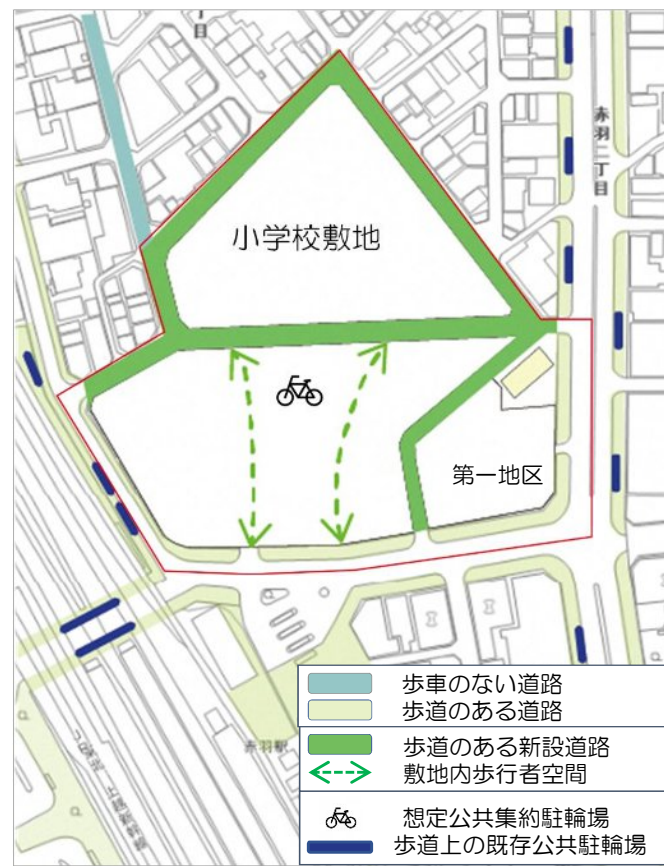 丁目
赤羽二丁目
小学校敷地
第一地区
赤羽駅
歩車のない道路
歩道のある道路
歩道のある新設道路
敷地内歩行者空間
想定公共集約駐輪場
歩道上の既存公共駐輪場